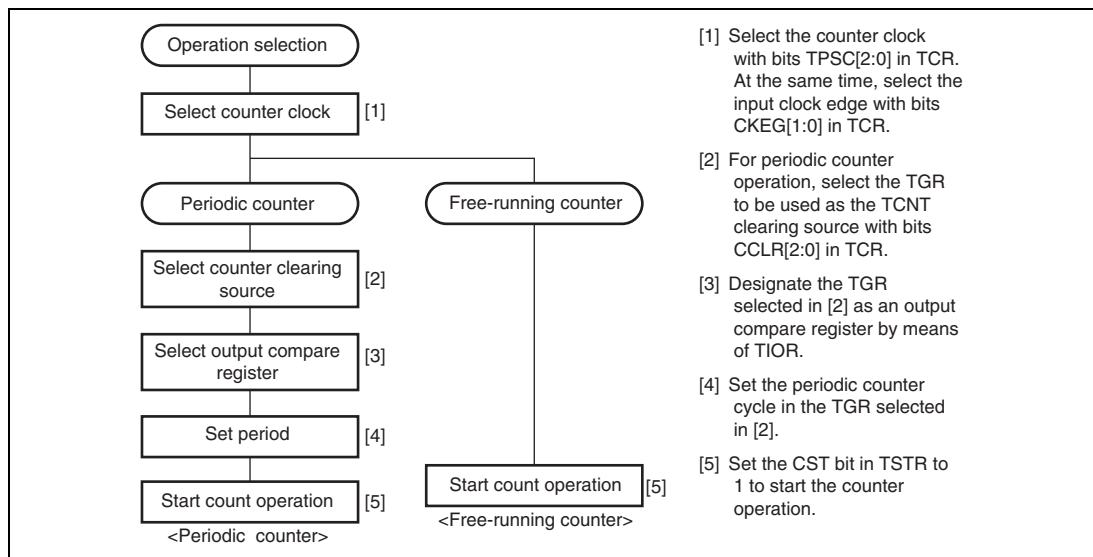 Operation selection
Select counter clock
[1]
Periodic counter
Free-running counter
Select counter clearing
source
[2]
Select output compare
register
[3]
Set period
[4]
Start count operation
[5]
<Periodic counter>
Start count operation
[5]
<Free-running counter>
[1] Select the counter clock
with bits TPSC[2:0] in TCR.
At the same time, select the
input clock edge with bits
CKEG[1:0] in TCR.
[2] For periodic counter
operation, select the TGR
to be used as the TCNT
clearing source with bits
CCLR[2:0] in TCR.
[3] Designate the TGR
selected in [2] as an output
compare register by means
of TIOR.
[4] Set the periodic counter
cycle in the TGR selected
in [2].
[5] Set the CST bit in TSTR to
1 to start the counter
operation.